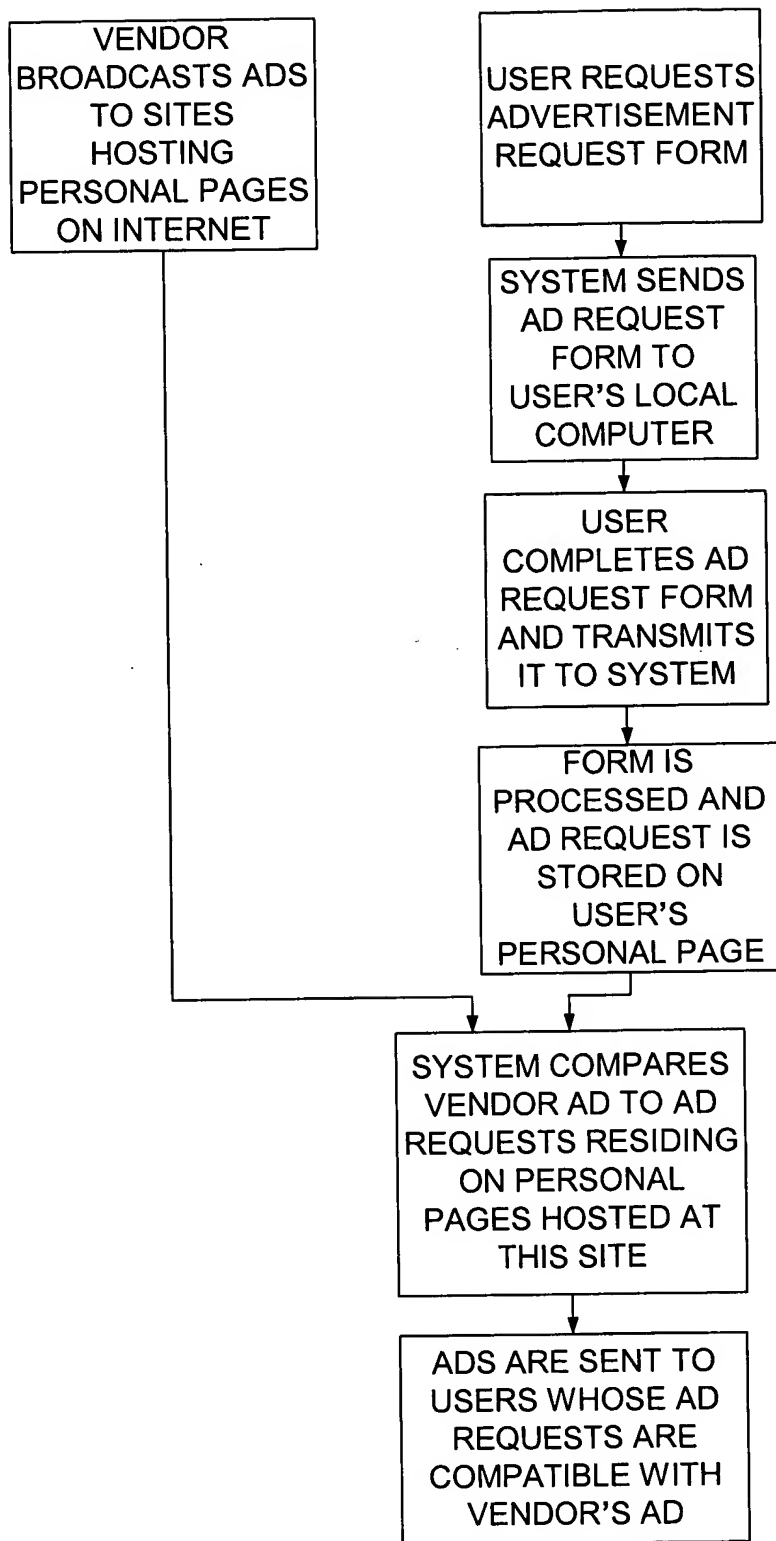 VENDOR
BROADCASTS ADS
TO SITES
HOSTING
PERSONAL PAGES
ON INTERNET
USER REQUESTS
ADVERTISEMENT
REQUEST FORM
SYSTEM SENDS
AD REQUEST
FORM TO
USER'S LOCAL
COMPUTER
USER
COMPLETES AD
REQUEST FORM
AND TRANSMITS
IT TO SYSTEM
FORM IS
PROCESSED AND
AD REQUEST IS
STORED ON
USER'S
PERSONAL PAGE
SYSTEM COMPARES
VENDOR AD TO AD
REQUESTS RESIDING
ON PERSONAL
PAGES HOSTED AT
THIS SITE
ADS ARE SENT TO
USERS WHOSE AD
REQUESTS ARE
COMPATIBLE WITH
VENDOR'S AD